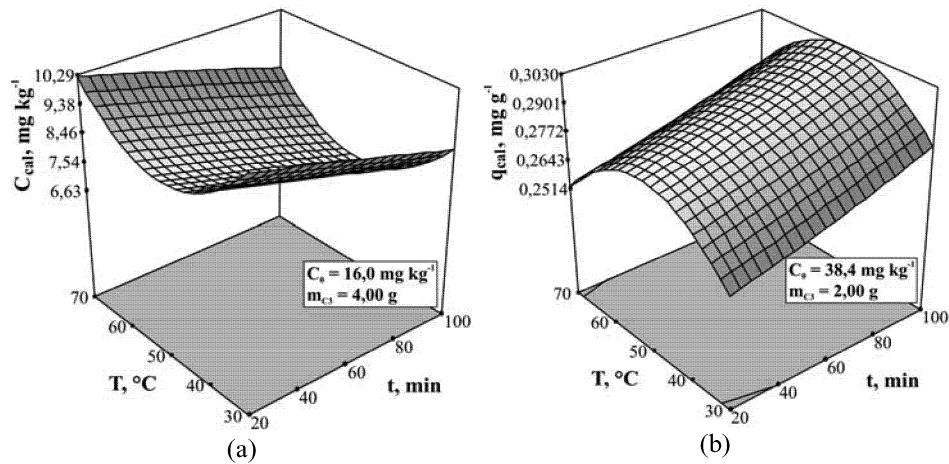 10,29
9,38
8,46
7,54
6,63
C_cal, mg kg⁻¹
C₀ = 16,0 mg kg⁻¹
m_C3 = 4,00 g
70
60
50
40
30
T, °C
20
40
60
80
100
t, min
(a)
0,3030
0,2901
0,2772
0,2643
0,2514
q_cal, mg g⁻¹
C₀ = 38,4 mg kg⁻¹
m_C3 = 2,00 g
70
60
50
40
30
T, °C
20
40
60
80
100
t, min
(b)